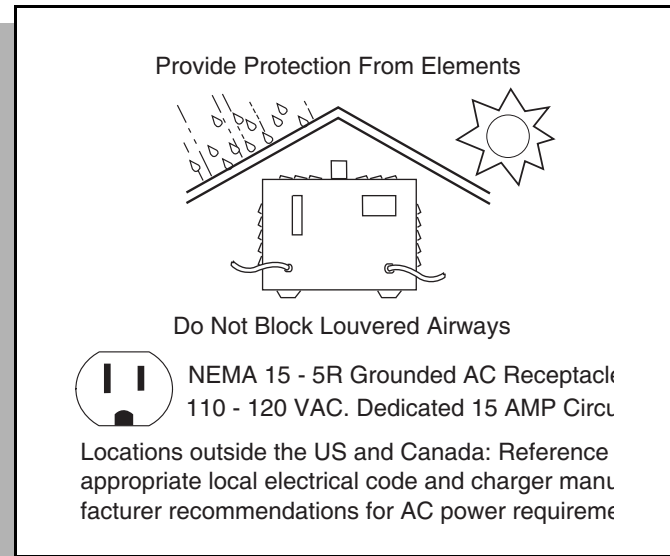 Provide Protection From Elements
Do Not Block Louvered Airways
NEMA 15 - 5R Grounded AC Receptacle
110 - 120 VAC. Dedicated 15 AMP Circu
Locations outside the US and Canada: Reference
appropriate local electrical code and charger manu
facturer recommendations for AC power requireme